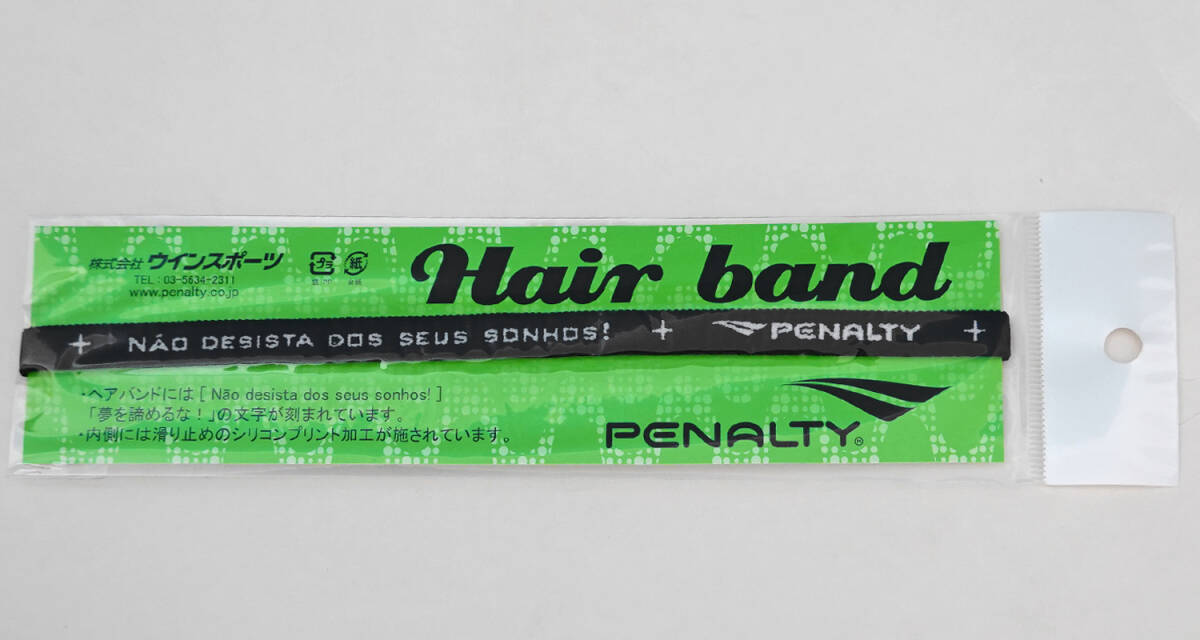 株式会社 ウインスポーツ
TEL:03-5634-2311
www.penalty.co.jp
プラ
紙
Hair band
NÃO DESISTA DOS SEUS SONHOS!
PENALTY
・ヘアバンドには [ Não desista dos seus sonhos! ]
「夢を諦めるな！」の文字が刻まれています。
・内側には滑り止めのシリコンプリント加工が施されています。
PENALTY®